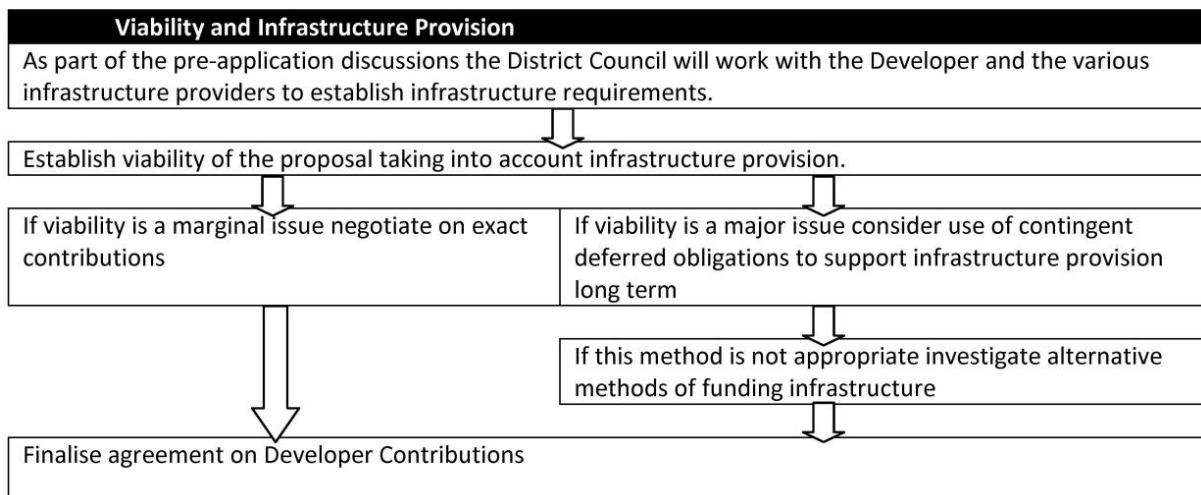 Viability and Infrastructure Provision
As part of the pre-application discussions the District Council will work with the Developer and the various
infrastructure providers to establish infrastructure requirements.
Establish viability of the proposal taking into account infrastructure provision.
If viability is a marginal issue negotiate on exact
contributions
If viability is a major issue consider use of contingent
deferred obligations to support infrastructure provision
long term
If this method is not appropriate investigate alternative
methods of funding infrastructure
Finalise agreement on Developer Contributions